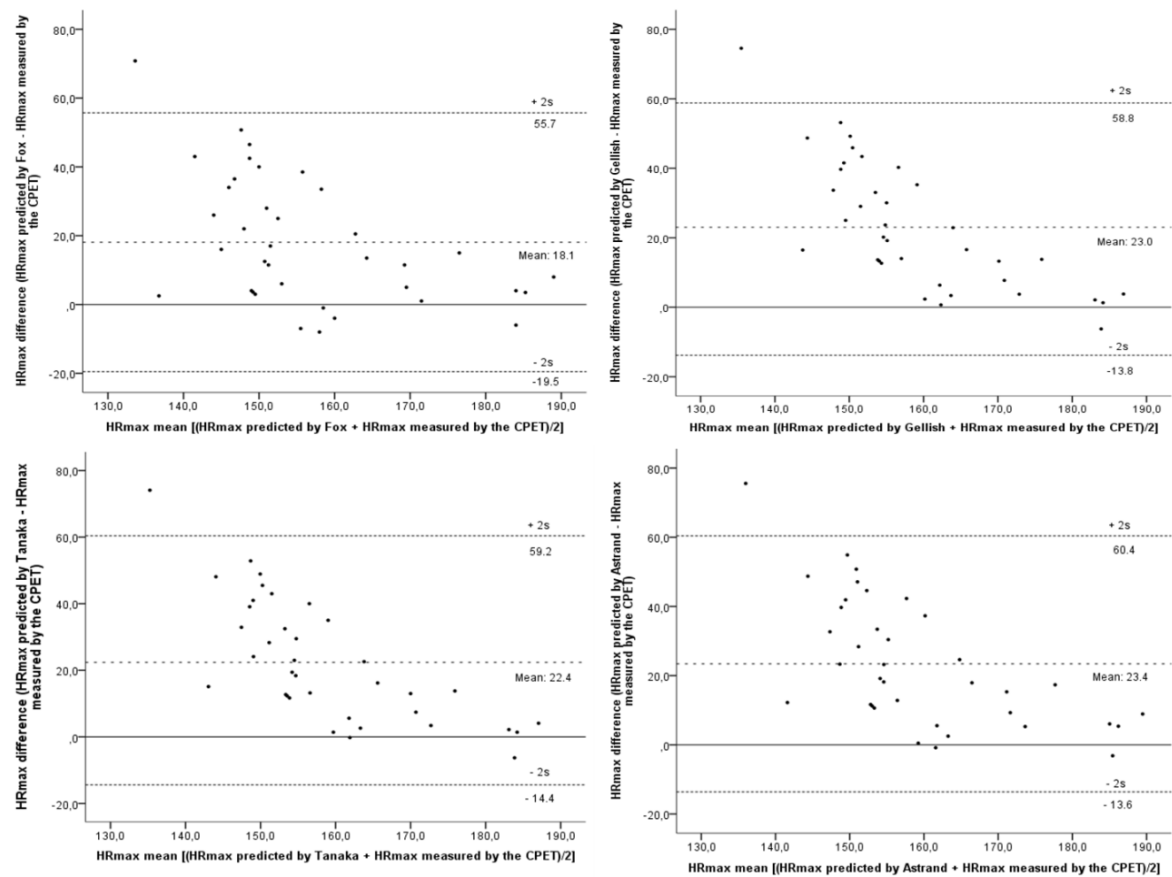 HRmax difference (HRmax predicted by Fox - HRmax measured by
the CPET)
80,0
60,0
40,0
20,0
,0
-20,0
+ 2s
55.7
Mean: 18.1
- 2s
-19.5
130,0 140,0 150,0 160,0 170,0 180,0 190,0
HRmax mean [(HRmax predicted by Fox + HRmax measured by the CPET)/2]
HRmax difference (HRmax predicted by Gellish - HRmax measured by
the CPET)
80,0
60,0
40,0
20,0
,0
-20,0
+ 2s
58.8
Mean: 23.0
- 2s
-13.8
130,0 140,0 150,0 160,0 170,0 180,0 190,0
HRmax mean [(HRmax predicted by Gellish + HRmax measured by the CPET)/2]
HRmax difference (HRmax predicted by Tanaka - HRmax
measured by the CPET)
80,0
60,0
40,0
20,0
,0
-20,0
+ 2s
59.2
Mean: 22.4
- 2s
- 14.4
130,0 140,0 150,0 160,0 170,0 180,0 190,0
HRmax mean [(HRmax predicted by Tanaka + HRmax measured by the CPET)/2]
HRmax difference (HRmax predicted by Astrand - HRmax
measured by the CPET)
80,0
60,0
40,0
20,0
,0
-20,0
+ 2s
60.4
Mean: 23.4
- 2s
- 13.6
130,0 140,0 150,0 160,0 170,0 180,0 190,0
HRmax mean [(HRmax predicted by Astrand + HRmax measured by the CPET)/2]